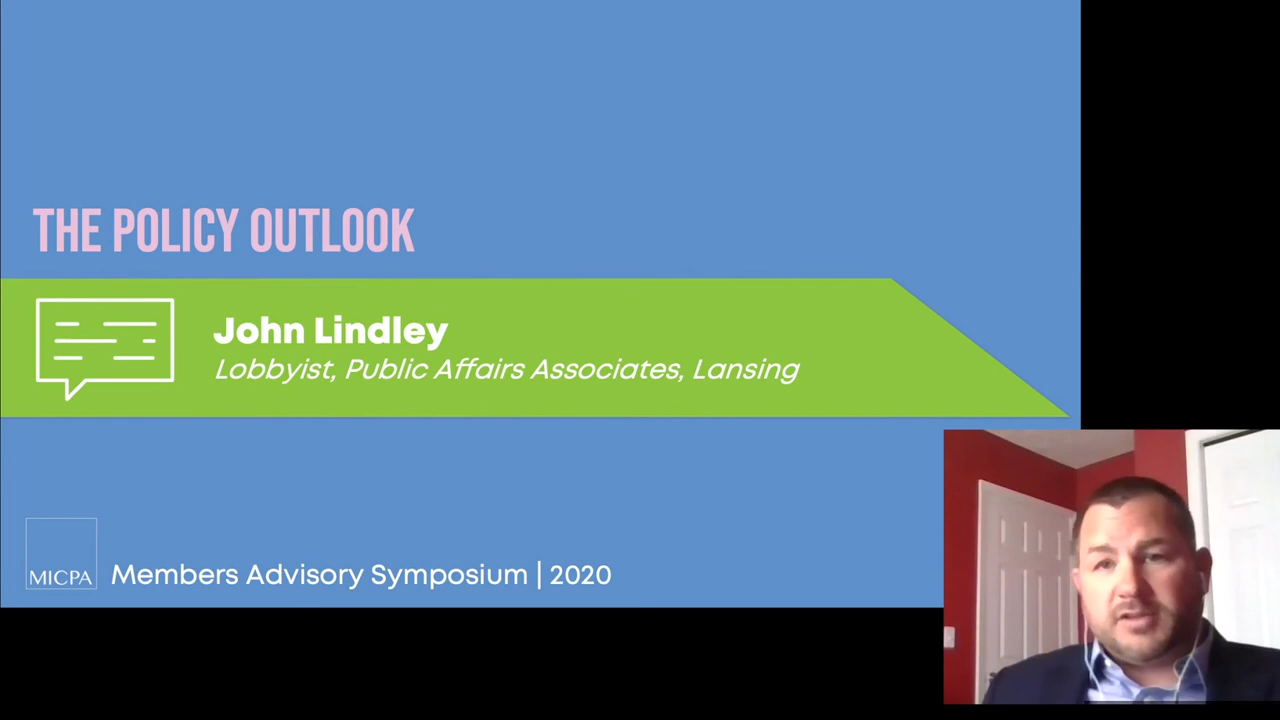 THE POLICY OUTLOOK
John Lindley
Lobbyist, Public Affairs Associates, Lansing
MICPA
Members Advisory Symposium | 2020